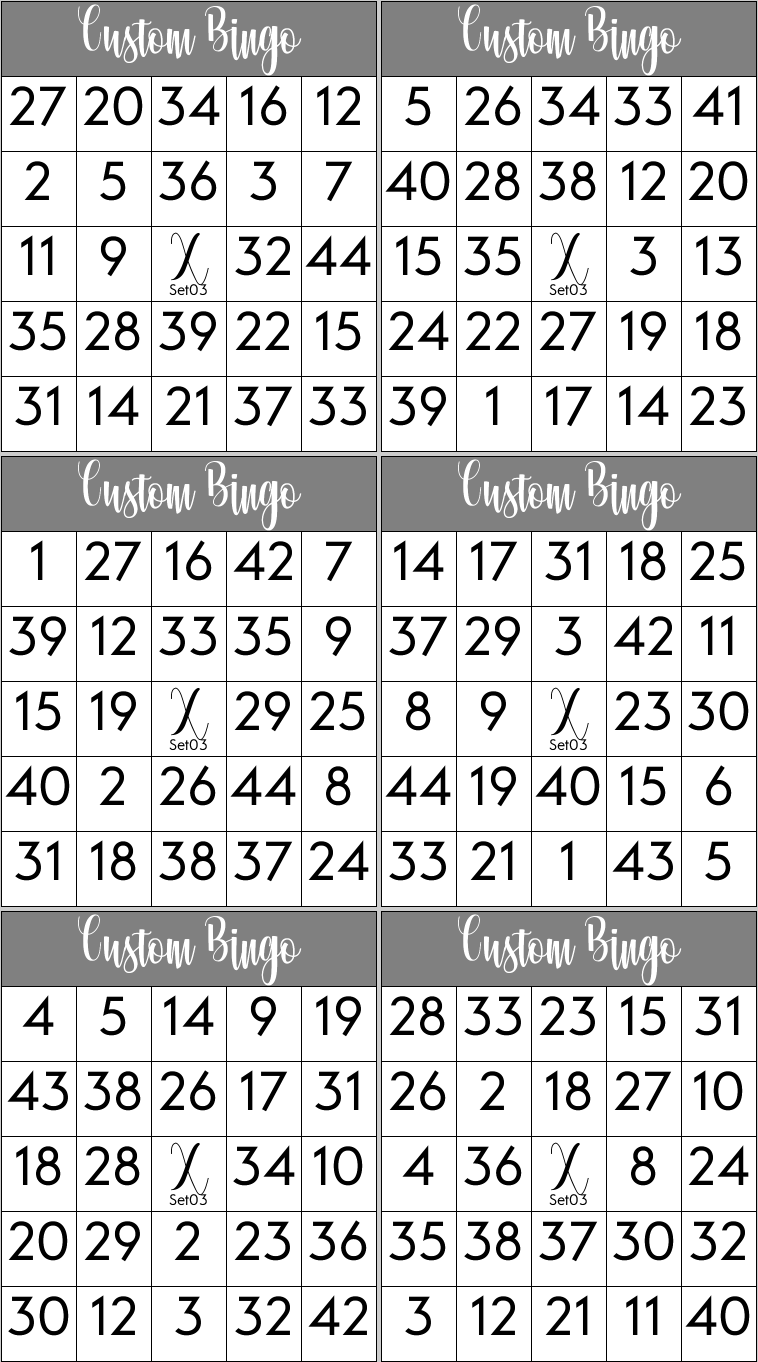 Custom Bingo
27 20 34 16 12
2 5 36 3 7
11 9 X 32 44
Set03
35 28 39 22 15
31 14 21 37 33
Custom Bingo
5 26 34 33 41
40 28 38 12 20
15 35 X 3 13
Set03
24 22 27 19 18
39 1 17 14 23
Custom Bingo
1 27 16 42 7
39 12 33 35 9
15 19 X 29 25
Set03
40 2 26 44 8
31 18 38 37 24
Custom Bingo
14 17 31 18 25
37 29 3 42 11
8 9 X 23 30
Set03
44 19 40 15 6
33 21 1 43 5
Custom Bingo
4 5 14 9 19
43 38 26 17 31
18 28 X 34 10
Set03
20 29 2 23 36
30 12 3 32 42
Custom Bingo
28 33 23 15 31
26 2 18 27 10
4 36 X 8 24
Set03
35 38 37 30 32
3 12 21 11 40